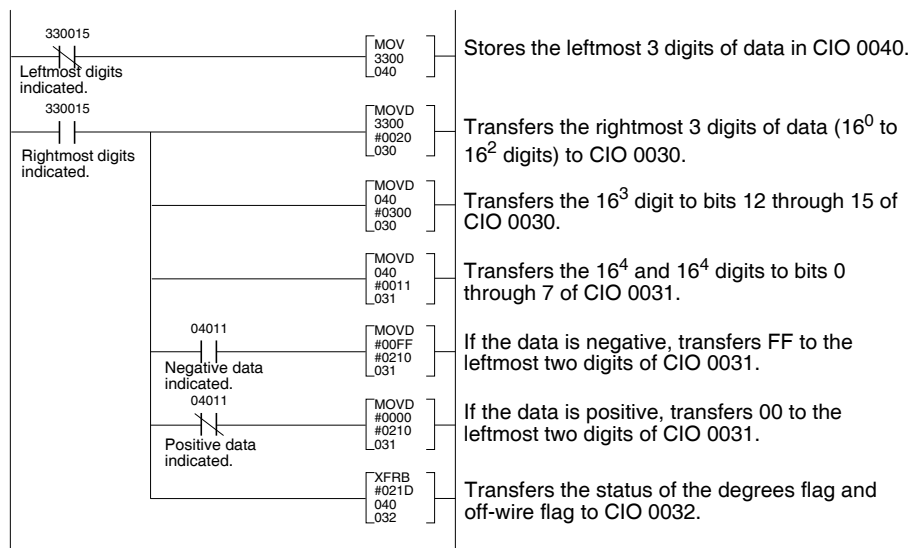 330015
Leftmost digits
indicated.
MOV
3300
040
Stores the leftmost 3 digits of data in CIO 0040.
330015
Rightmost digits
indicated.
MOVD
3300
#0020
030
Transfers the rightmost 3 digits of data (16⁰ to
16² digits) to CIO 0030.
MOVD
040
#0300
030
Transfers the 16³ digit to bits 12 through 15 of
CIO 0030.
MOVD
040
#0011
031
Transfers the 16⁴ and 16⁴ digits to bits 0
through 7 of CIO 0031.
04011
Negative data
indicated.
MOVD
#00FF
#0210
031
If the data is negative, transfers FF to the
leftmost two digits of CIO 0031.
04011
Positive data
indicated.
MOVD
#0000
#0210
031
If the data is positive, transfers 00 to the
leftmost two digits of CIO 0031.
XFRB
#021D
040
032
Transfers the status of the degrees flag and
off-wire flag to CIO 0032.